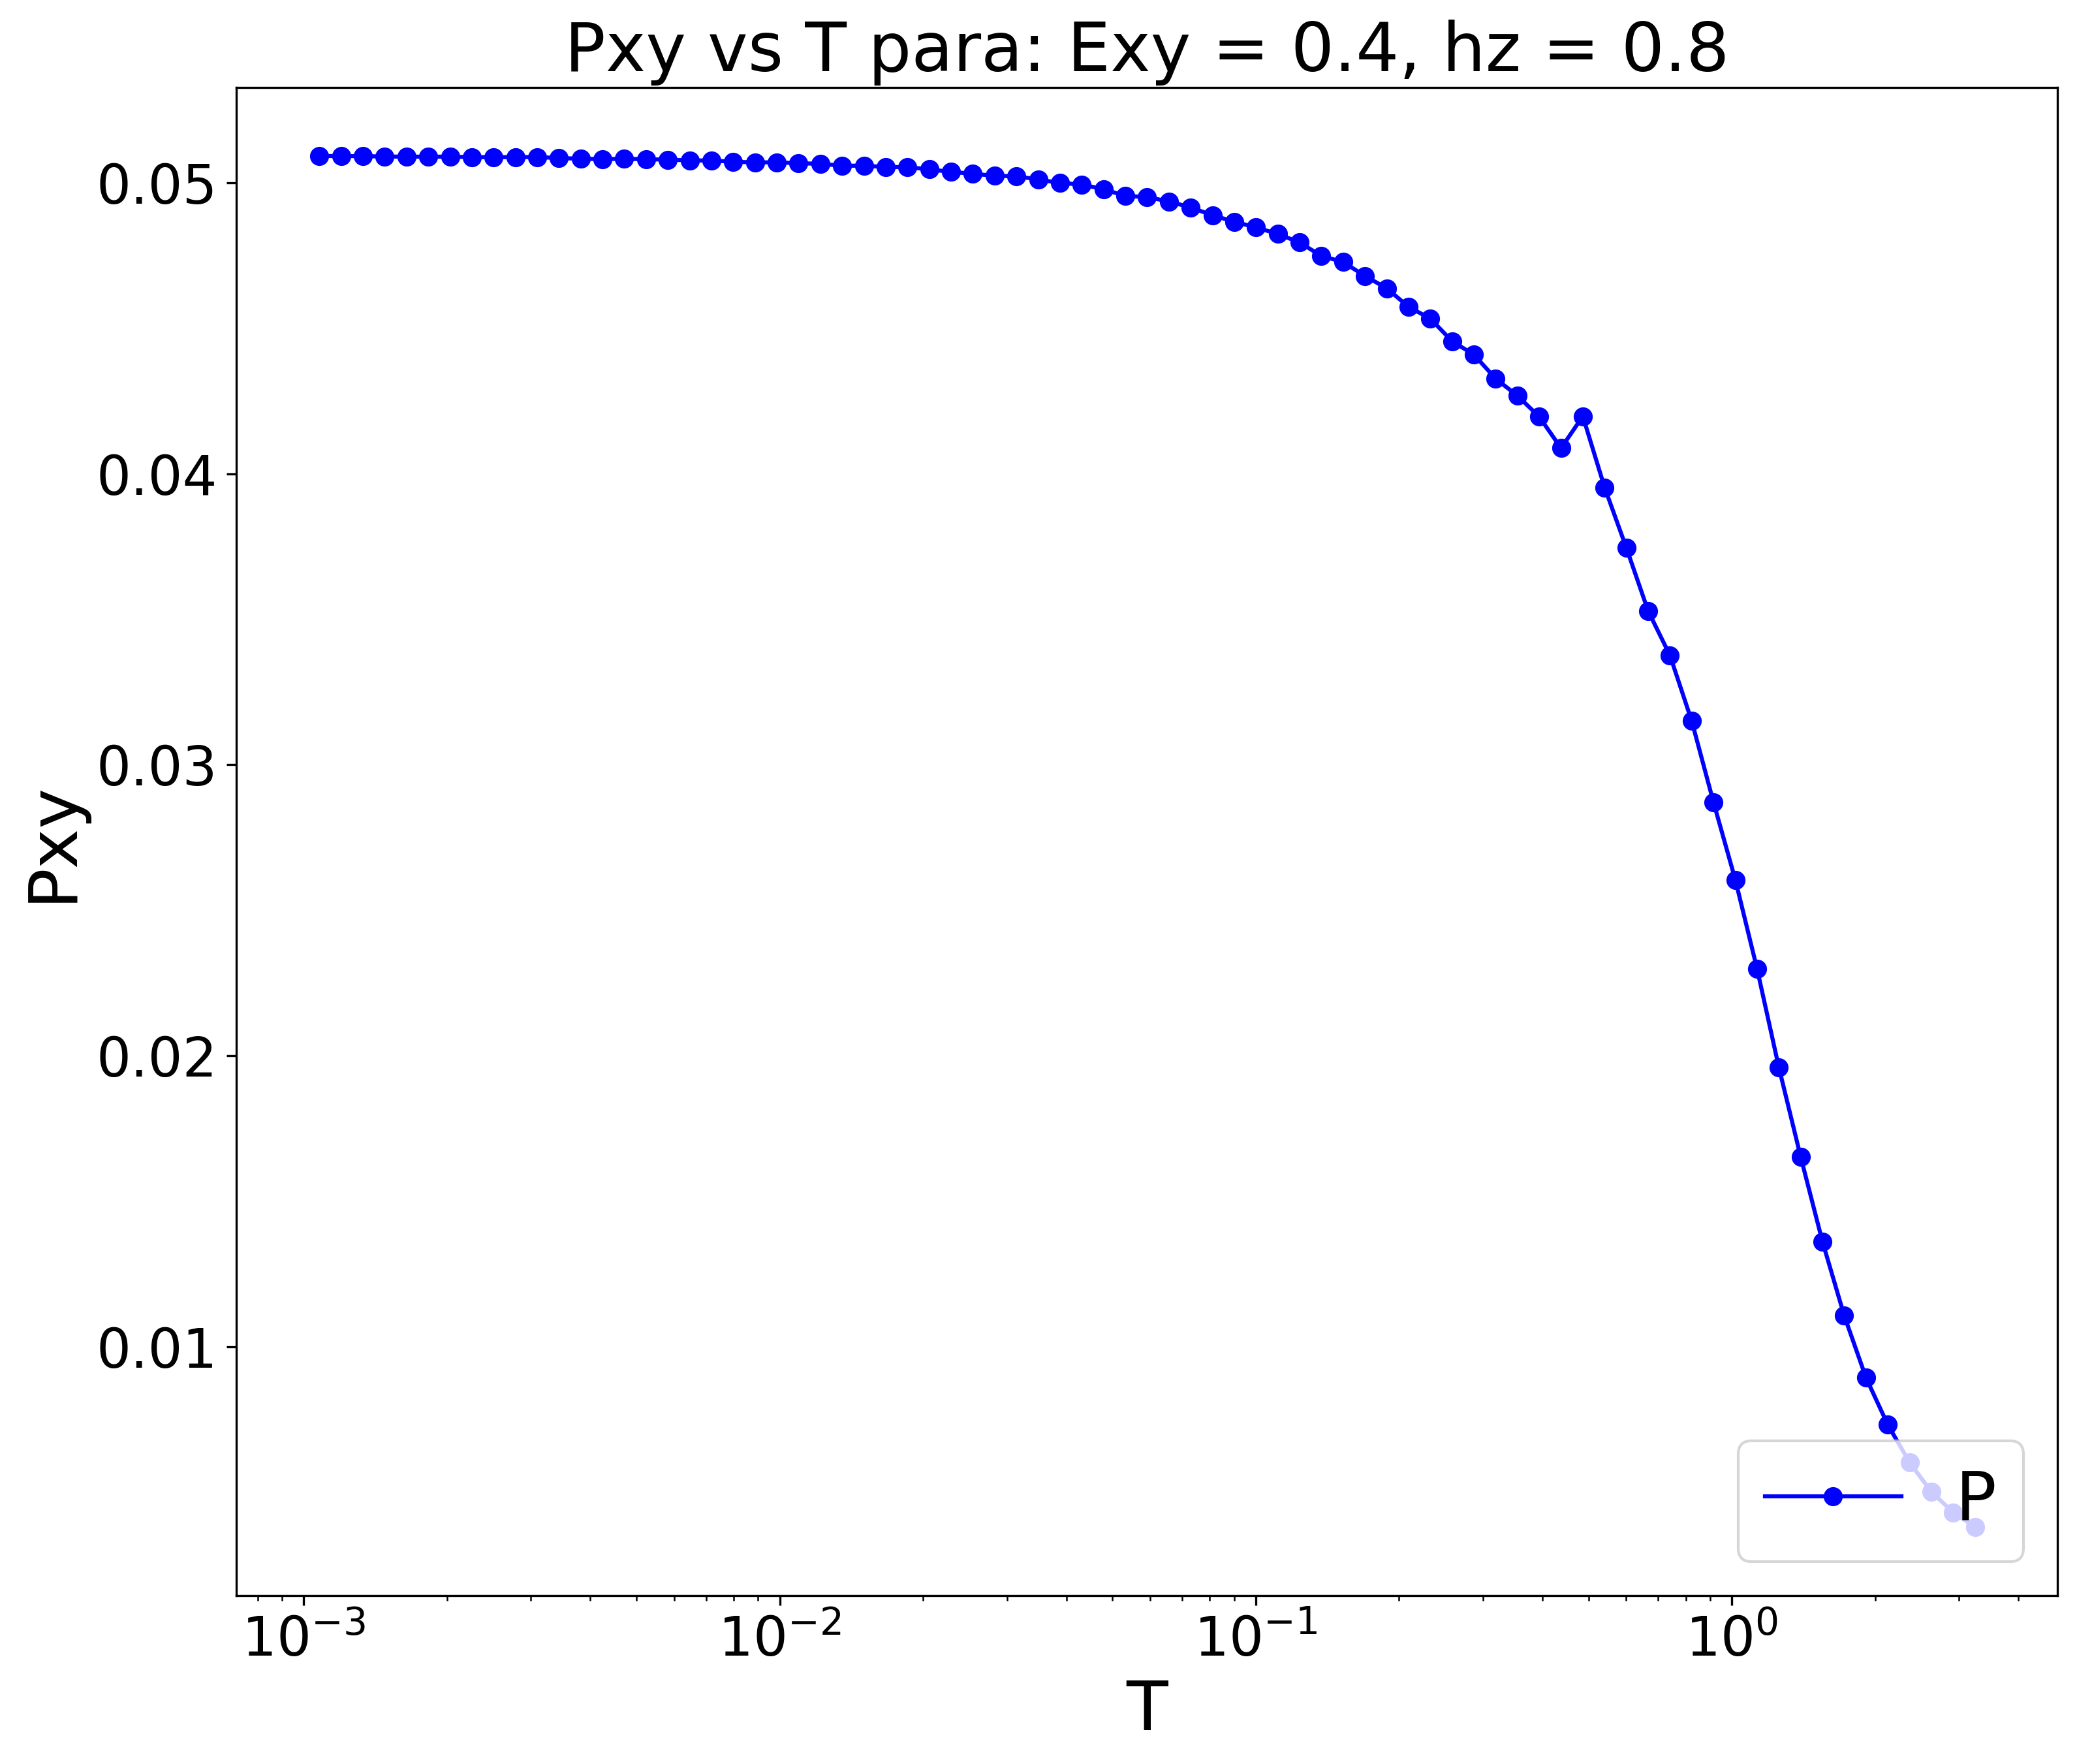 Pxy vs T para: Exy = 0.4, hz = 0.8
0.05
0.04
0.03
0.02
0.01
Pxy
P
10⁻³ 10⁻² 10⁻¹ 10⁰
T